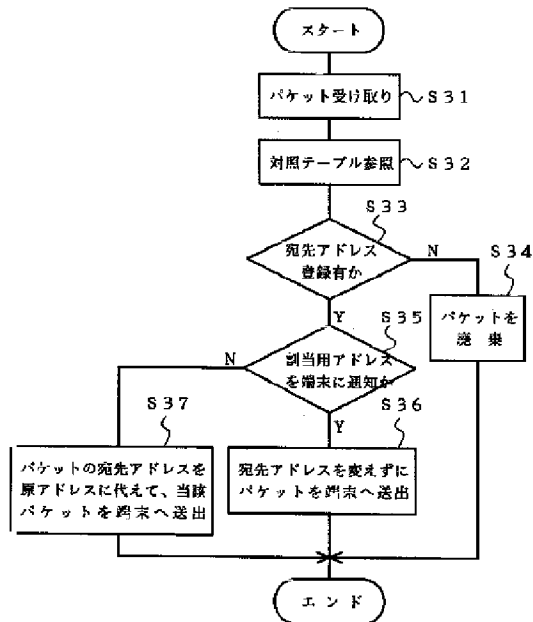 スタート
パケット受け取り
S31
対照テーブル参照
S32
S33
宛先アドレス
登録有か
N
S34
パケットを
廃棄
Y
S35
割当用アドレス
を端末に通知か
N
Y
S36
宛先アドレスを変えずに
パケットを端末へ送出
S37
パケットの宛先アドレスを
原アドレスに代えて、当該
パケットを端末へ送出
エンド